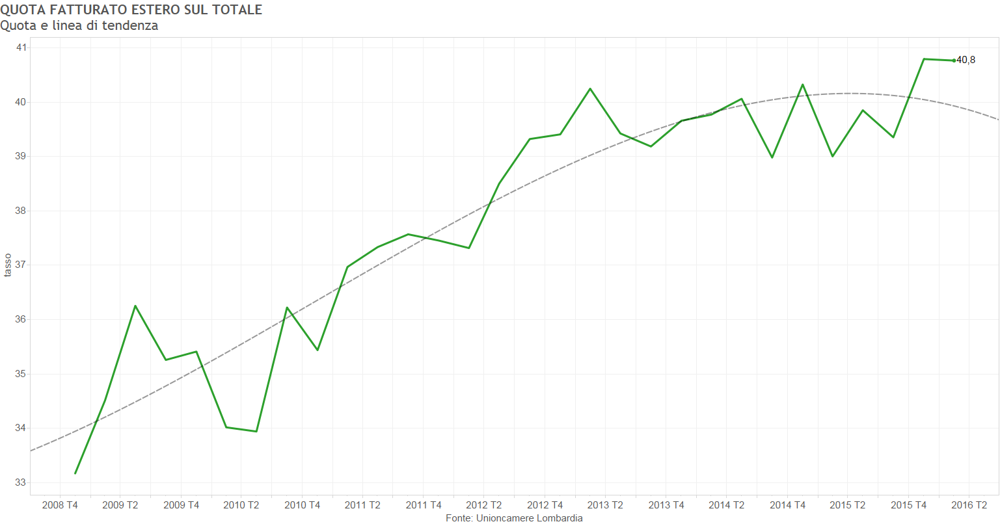 QUOTA FATTURATO ESTERO SUL TOTALE
Quota e linea di tendenza
41
40,8
40
39
38
37
tasso
36
35
34
33
2008 T4 2009 T2 2009 T4 2010 T2 2010 T4 2011 T2 2011 T4 2012 T2 2012 T4 2013 T2 2013 T4 2014 T2 2014 T4 2015 T2 2015 T4 2016 T2
Fonte: Unioncamere Lombardia